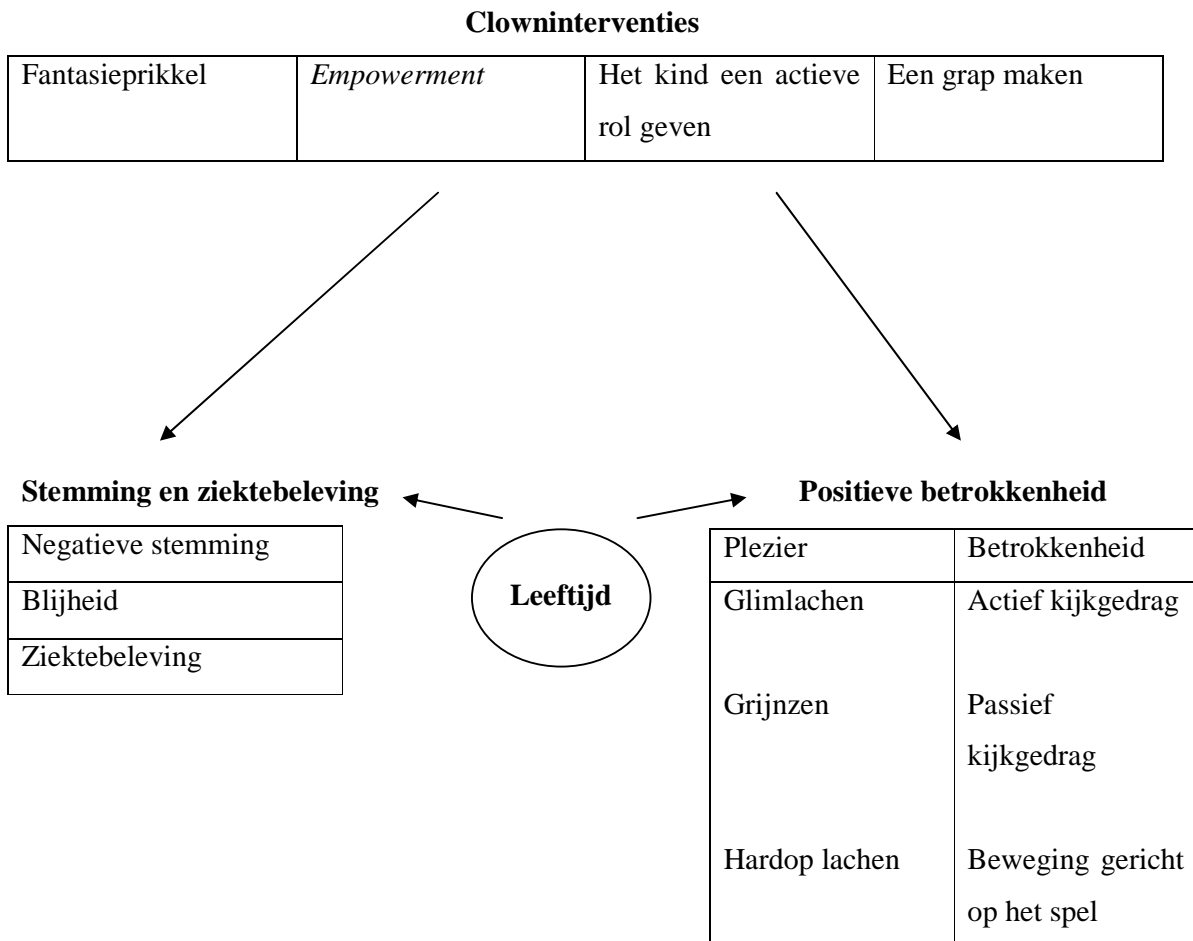 Clowninterventies
Fantasieprikkel
Empowerment
Het kind een actieve
rol geven
Een grap maken
Stemming en ziektebeleving
Negatieve stemming
Blijheid
Ziektebeleving
Leeftijd
Positieve betrokkenheid
Plezier
Betrokkenheid
Glimlachen
Actief kijkgedrag
Grijnzen
Passief
kijkgedrag
Hardop lachen
Beweging gericht
op het spel